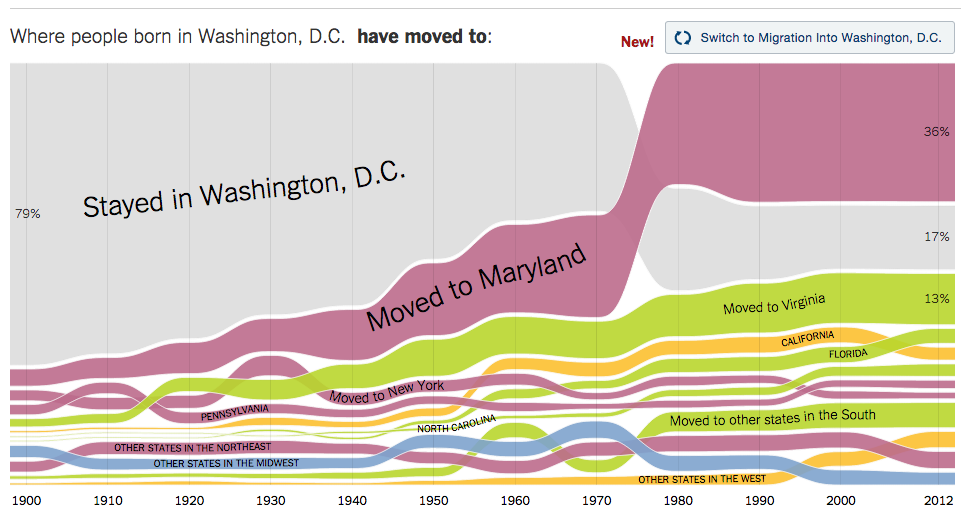 Where people born in Washington, D.C. have moved to:
New!
Switch to Migration Into Washington, D.C.
36%
Stayed in Washington, D.C.
79%
17%
Moved to Maryland
13%
Moved to Virginia
CALIFORNIA
FLORIDA
Moved to New York
PENNSYLVANIA
NORTH CAROLINA
Moved to other states in the South
OTHER STATES IN THE NORTHEAST
OTHER STATES IN THE MIDWEST
OTHER STATES IN THE WEST
1900 1910 1920 1930 1940 1950 1960 1970 1980 1990 2000 2012